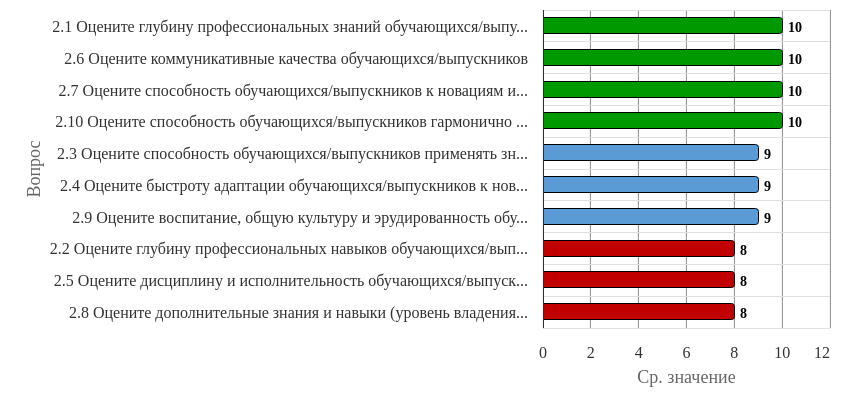 2.1 Оцените глубину профессиональных знаний обучающихся/выпу... 10
2.6 Оцените коммуникативные качества обучающихся/выпускников 10
2.7 Оцените способность обучающихся/выпускников к новациям и... 10
2.10 Оцените способность обучающихся/выпускников гармонично ... 10
2.3 Оцените способность обучающихся/выпускников применять зн... 9
2.4 Оцените быстроту адаптации обучающихся/выпускников к нов... 9
2.9 Оцените воспитание, общую культуру и эрудированность обу... 9
2.2 Оцените глубину профессиональных навыков обучающихся/вып... 8
2.5 Оцените дисциплину и исполнительность обучающихся/выпуск... 8
2.8 Оцените дополнительные знания и навыки (уровень владения... 8
Вопрос
0 2 4 6 8 10 12
Ср. значение